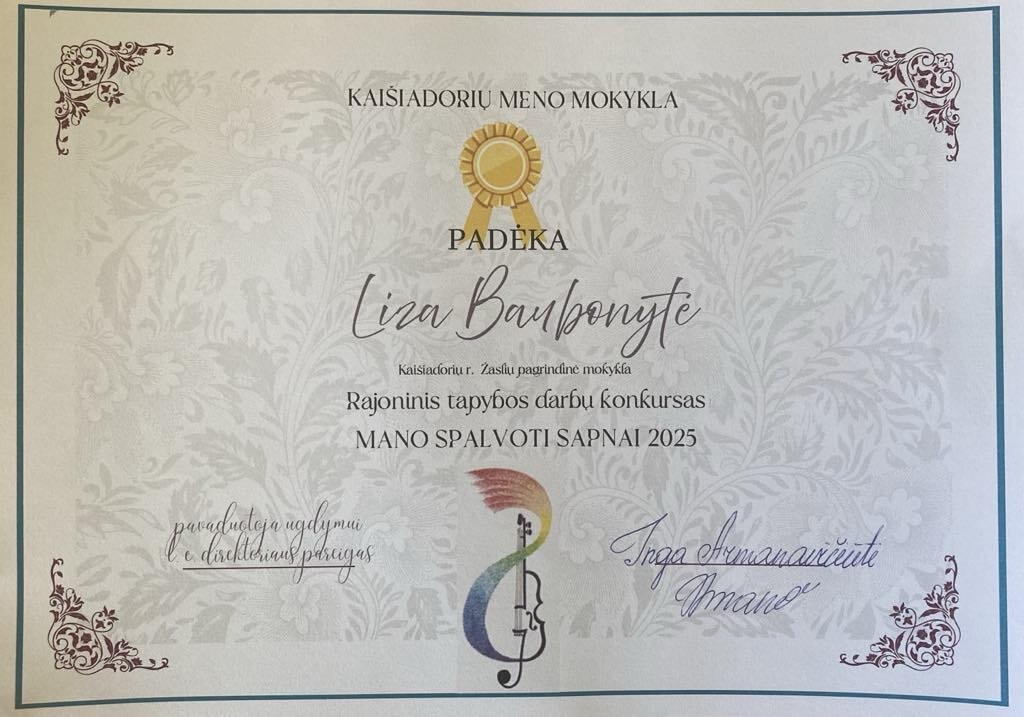 KAIŠIADORIŲ MENO MOKYKLA
PADĖKA
Liza Baubonytė
Kaišiadorių r. Žaslių pagrindinė mokykla
Rajoninis tapybos darbų konkursas
MANO SPALVOTI SAPNAI 2025
pavaduotoja ugdymui
l. e. direktoriaus pareigas
Inga Armanavičiūtė